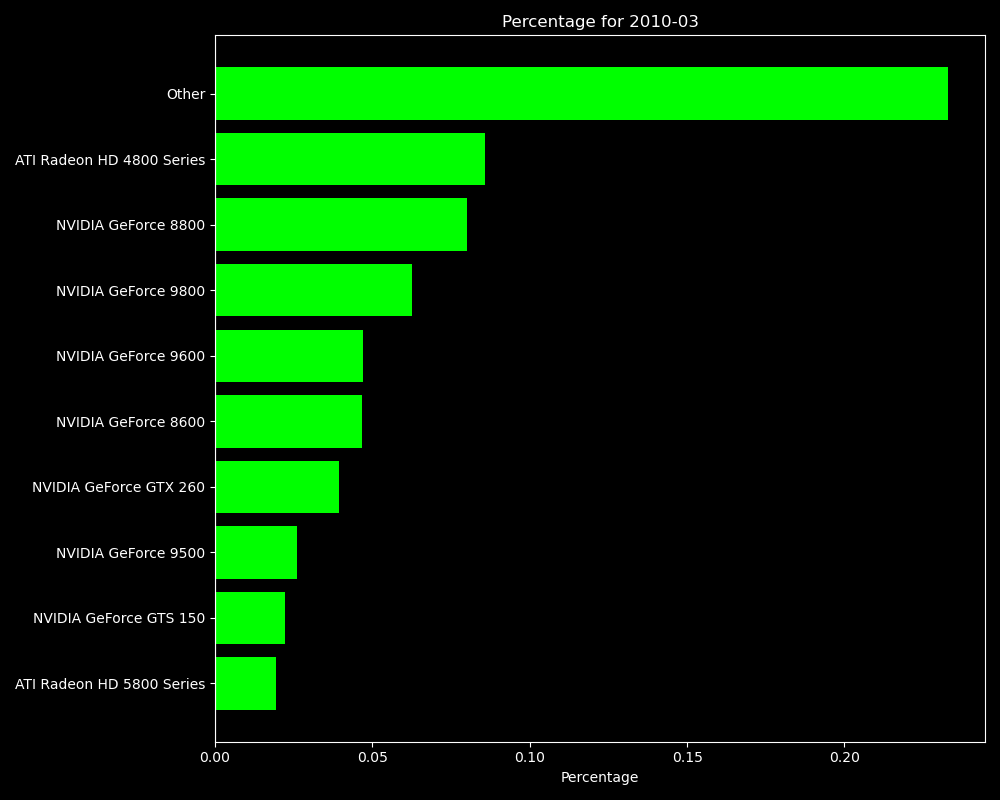 Percentage for 2010-03
Other
ATI Radeon HD 4800 Series
NVIDIA GeForce 8800
NVIDIA GeForce 9800
NVIDIA GeForce 9600
NVIDIA GeForce 8600
NVIDIA GeForce GTX 260
NVIDIA GeForce 9500
NVIDIA GeForce GTS 150
ATI Radeon HD 5800 Series
0.00 0.05 0.10 0.15 0.20
Percentage